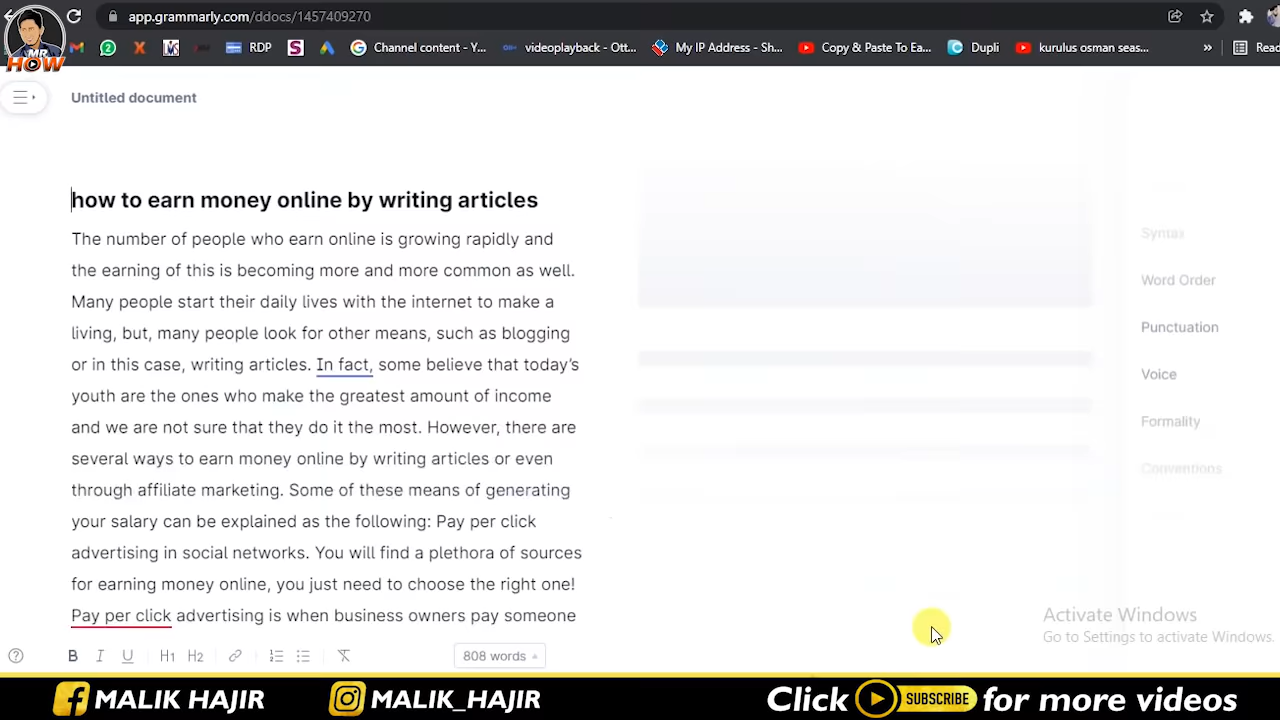 app.grammarly.com/ddocs/1457409270
MR
HOW
RDP
Channel content - Y...
videoplayback - Ott...
My IP Address - Sh...
Copy & Paste To Ea...
Dupli
kurulus osman seas...
»
Untitled document
how to earn money online by writing articles
The number of people who earn online is growing rapidly and
the earning of this is becoming more and more common as well.
Many people start their daily lives with the internet to make a
living, but, many people look for other means, such as blogging
or in this case, writing articles. In fact, some believe that today's
youth are the ones who make the greatest amount of income
and we are not sure that they do it the most. However, there are
several ways to earn money online by writing articles or even
through affiliate marketing. Some of these means of generating
your salary can be explained as the following: Pay per click
advertising in social networks. You will find a plethora of sources
for earning money online, you just need to choose the right one!
Pay per click advertising is when business owners pay someone
Syntax
Word Order
Punctuation
Voice
Formality
Conventions
Activate Windows
Go to Settings to activate Windows.
B I U H1 H2
808 words
MALIK HAJIR
MALIK_HAJIR
Click SUBSCRIBE for more videos